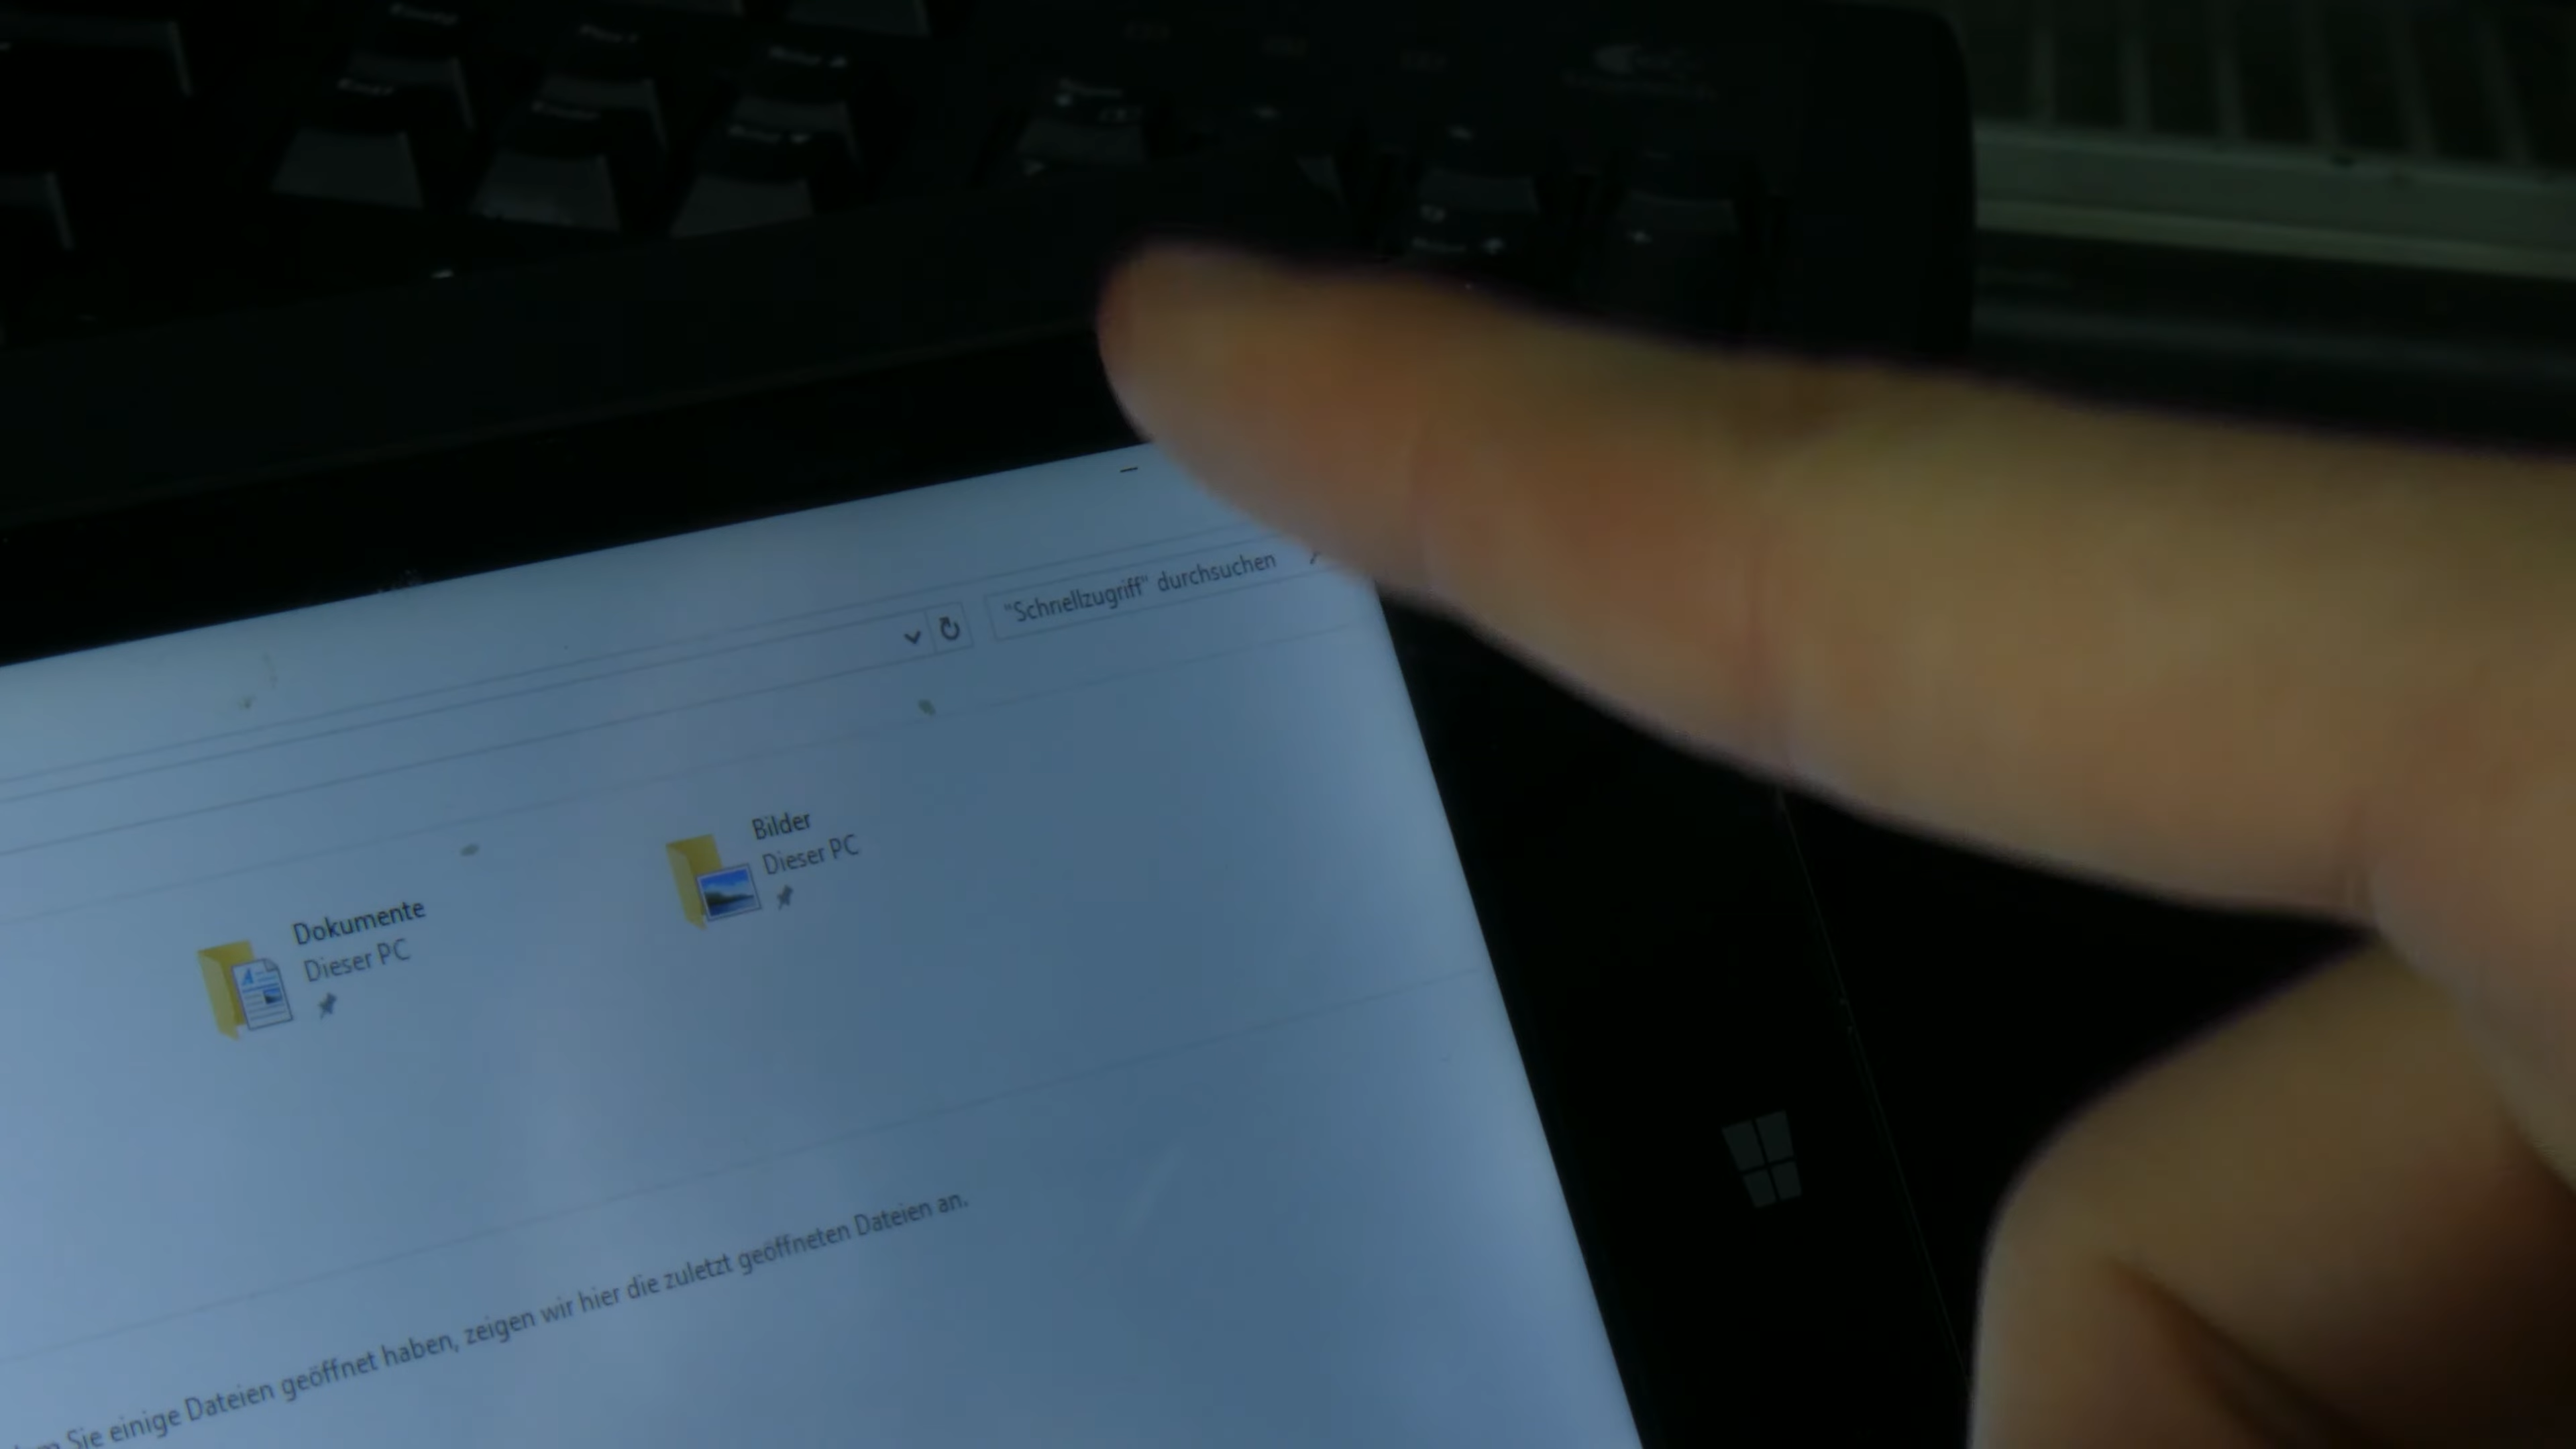 "Schnellzugriff" durchsuchen
Bilder
Dieser PC
Dokumente
Dieser PC
Sie einige Dateien geöffnet haben, zeigen wir hier die zuletzt geöffneten Dateien an.